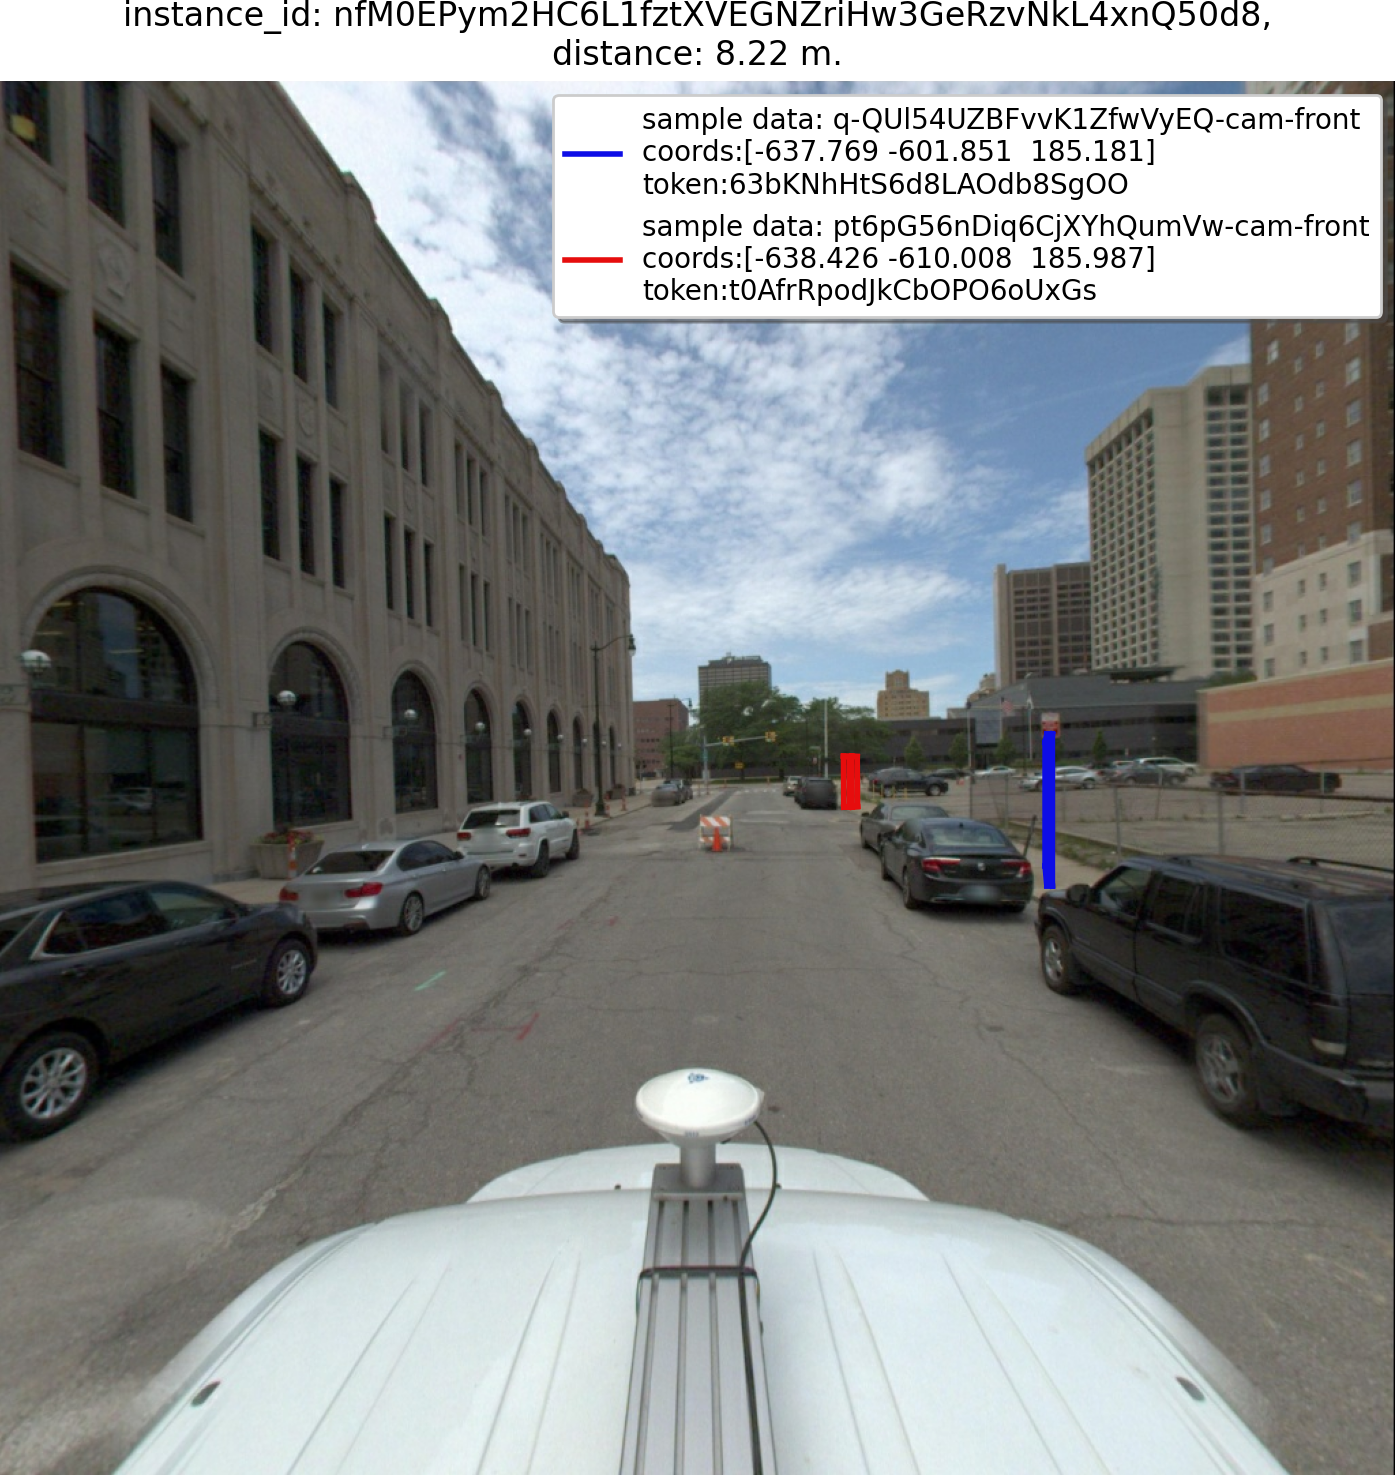 instance_id: nfM0EPym2HC6L1fztXVEGNZriHw3GeRzvNkL4xnQ50d8,
distance: 8.22 m.
sample data: q-QUl54UZBFvvK1ZfwVyEQ-cam-front
coords:[-637.769 -601.851  185.181]
token:63bKNhHtS6d8LAOdb8SgOO
sample data: pt6pG56nDiq6CjXYhQumVw-cam-front
coords:[-638.426 -610.008  185.987]
token:t0AfrRpodJkCbOPO6oUxGs